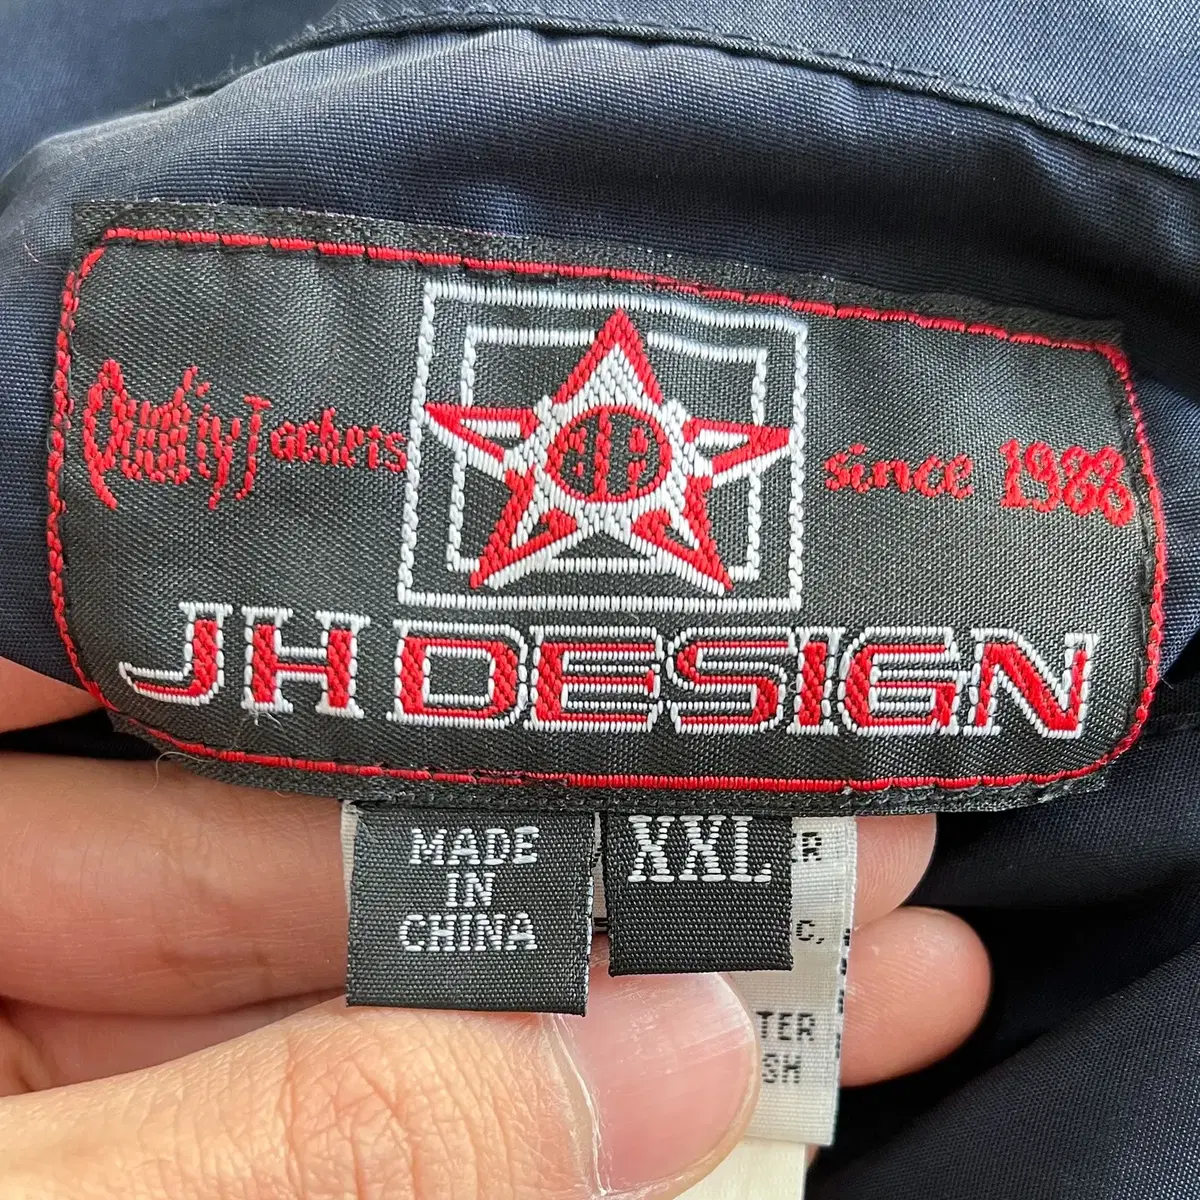 Quality Jackets
since 1988
JH DESIGN
MADE
IN
CHINA
XXL